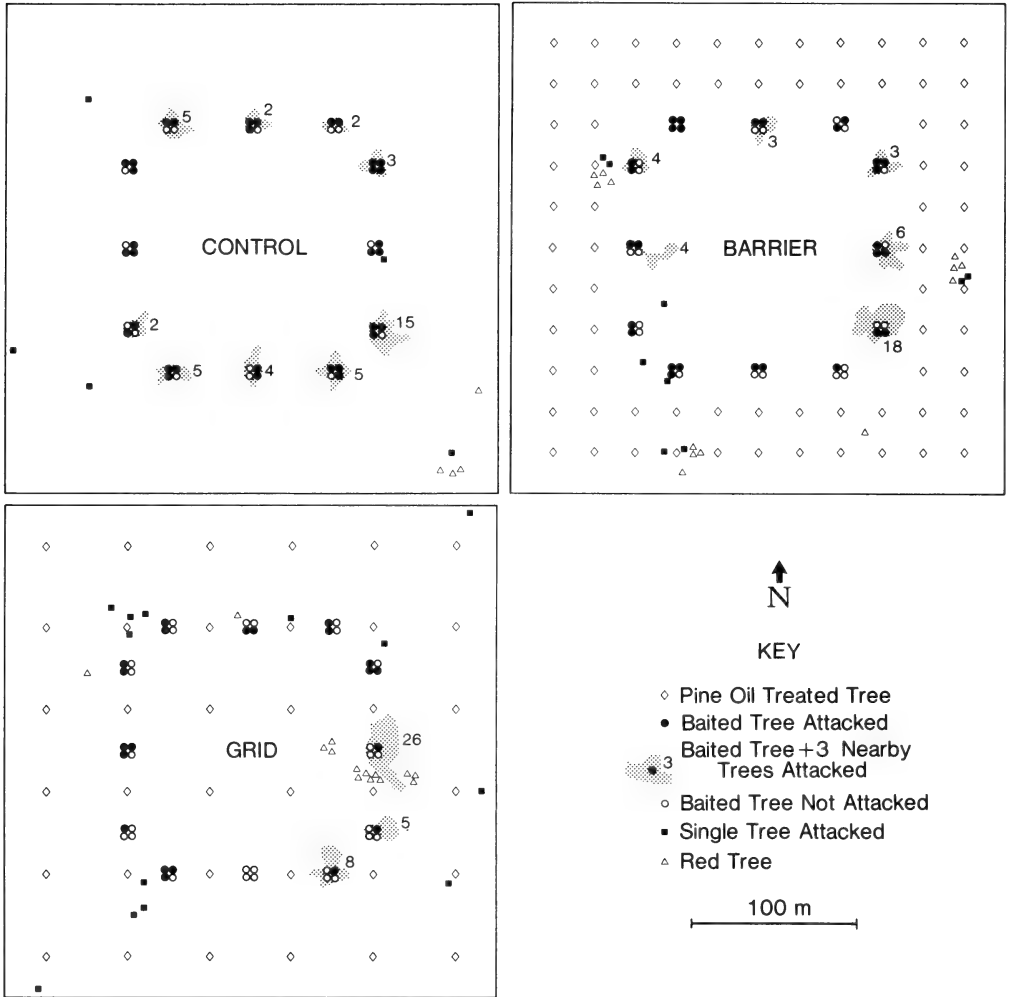 5 2 2
3
CONTROL
2 15
5 4 5
3
4 3
6
4 BARRIER
18
GRID 26
5
8
N
KEY
Pine Oil Treated Tree
Baited Tree Attacked
Baited Tree + 3 Nearby
3 Trees Attacked
Baited Tree Not Attacked
Single Tree Attacked
Red Tree
100 m